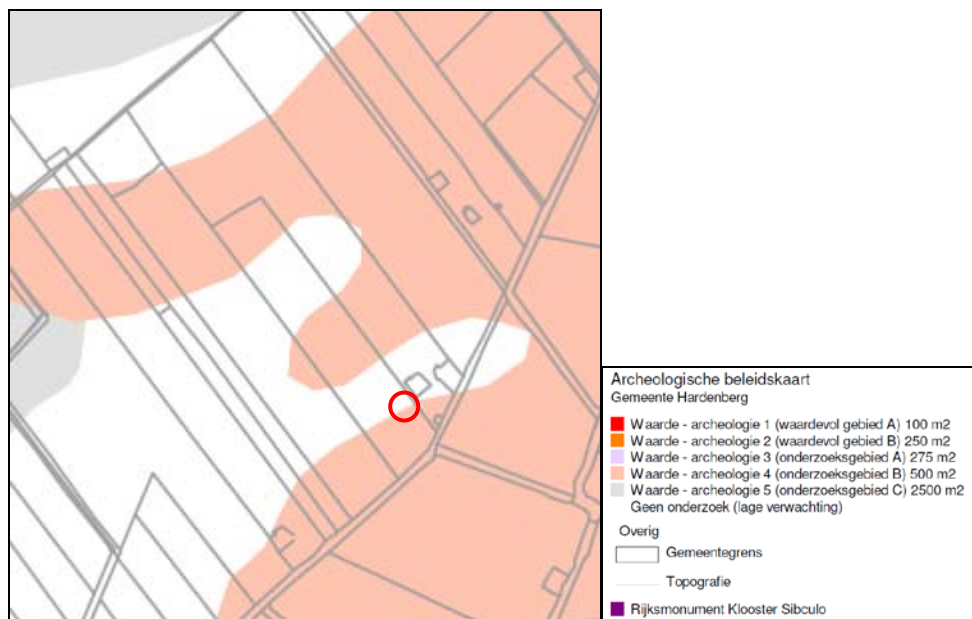 Archeologische beleidskaart
Gemeente Hardenberg
Waarde - archeologie 1 (waardevol gebied A) 100 m2
Waarde - archeologie 2 (waardevol gebied B) 250 m2
Waarde - archeologie 3 (onderzoeksgebied A) 275 m2
Waarde - archeologie 4 (onderzoeksgebied B) 500 m2
Waarde - archeologie 5 (onderzoeksgebied C) 2500 m2
Geen onderzoek (lage verwachting)
Overig
Gemeentegrens
Topografie
Rijksmonument Klooster Sibculo